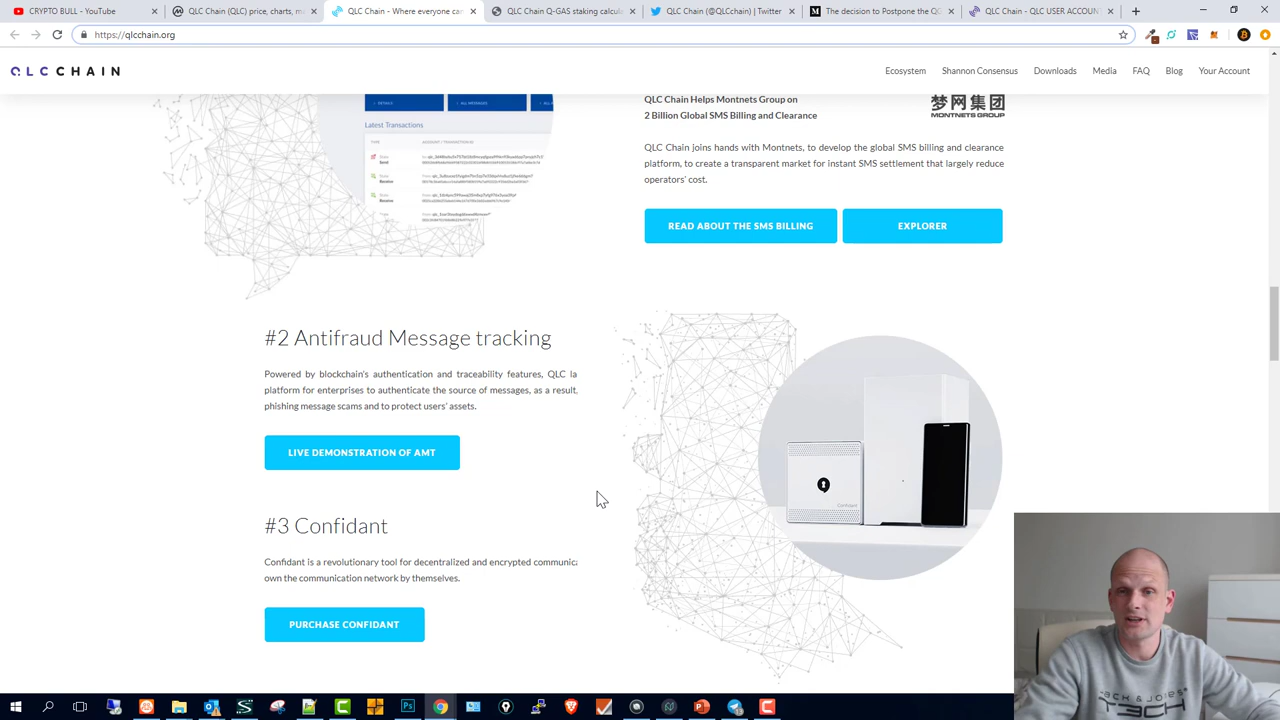 CRYPTO BULL - YouTube
QLC Chain (QLC) price, charts, m
QLC Chain - Where everyone ca
QLC Chain Q-GAS staking calcul
QLC Chain (@QLCchain) | Twitter
The decision to Postpone the Q
QLC Chain - QLC USER ACCOUN
https://qlcchain.org
QLCCHAIN
Ecosystem
Shannon Consensus
Downloads
Media
FAQ
Blog
Your Account
DETAILS
ALL MESSAGES
Latest Transactions
TYPE
Send
Receive
Receive
QLC Chain Helps Montnets Group on
2 Billion Global SMS Billing and Clearance
梦网集团
MONTNETS GROUP
QLC Chain joins hands with Montnets, to develop the global SMS billing and clearance
platform, to create a transparent market for instant SMS settlement that largely reduce
operators' cost.
READ ABOUT THE SMS BILLING
EXPLORER
#2 Antifraud Message tracking
Powered by blockchain's authentication and traceability features, QLC la
platform for enterprises to authenticate the source of messages, as a result,
phishing message scams and to protect users' assets.
LIVE DEMONSTRATION OF AMT
#3 Confidant
Confidant is a revolutionary tool for decentralized and encrypted communic
own the communication network by themselves.
PURCHASE CONFIDANT